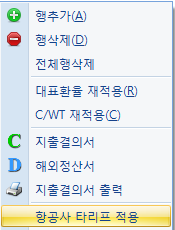 행추가(A)
행삭제(D)
전체행삭제
대표환율 재적용(R)
C/WT 재적용(C)
C 지출결의서
D 해외정산서
지출결의서 출력
항공사 타리프 적용